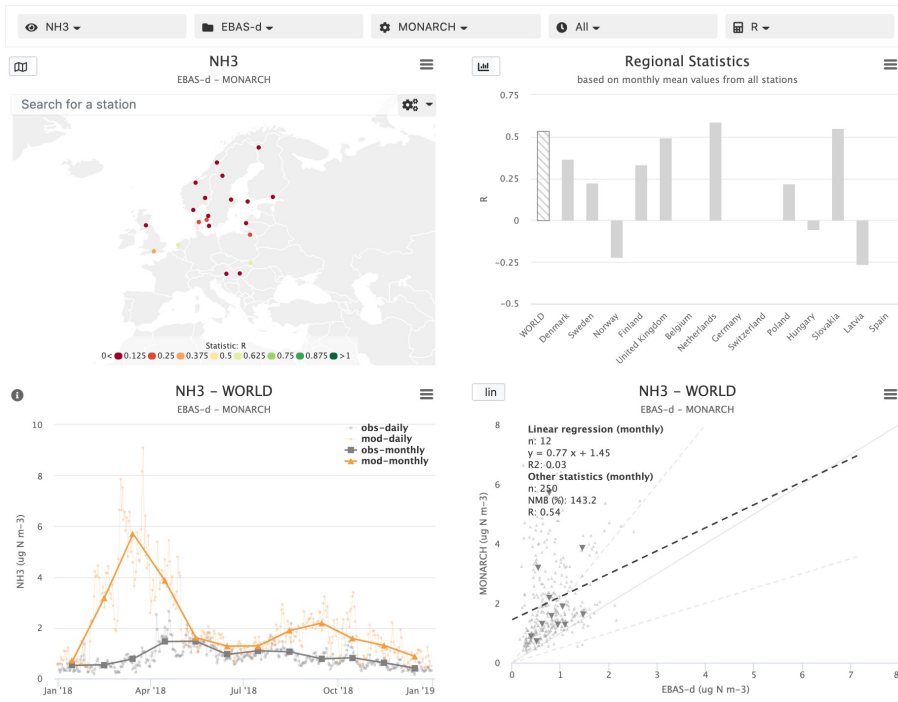 NH3
EBAS-d
MONARCH
All
R
NH3
EBAS-d - MONARCH
Search for a station
Statistic: R
0< 0.125 0.25 0.375 0.5 0.625 0.75 0.875 >1
Regional Statistics
based on monthly mean values from all stations
0.75
0.5
0.25
0
-0.25
-0.5
R
WORLD
Denmark
Sweden
Norway
Finland
United Kingdom
Belgium
Netherlands
Germany
Switzerland
Poland
Hungary
Slovakia
Latvia
Spain
NH3 - WORLD
EBAS-d - MONARCH
obs-daily
mod-daily
obs-monthly
mod-monthly
10
8
6
4
2
0
NH3 (ug N m-3)
Jan '18
Apr '18
Jul '18
Oct '18
Jan '19
lin
NH3 - WORLD
EBAS-d - MONARCH
Linear regression (monthly)
n: 12
y = 0.77 x + 1.45
R2: 0.03
Other statistics (monthly)
n: 250
NMB (%): 143.2
R: 0.54
8
6
4
2
0
MONARCH (ug N m-3)
0 1 2 3 4 5 6 7 8
EBAS-d (ug N m-3)